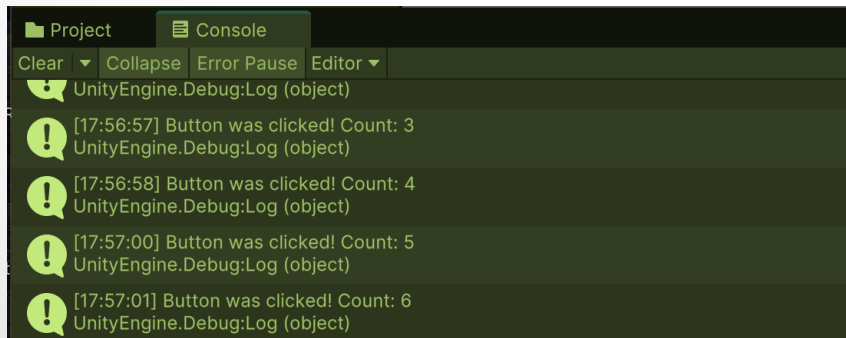 Project
Console
Clear Collapse Error Pause Editor
UnityEngine.Debug:Log (object)
[17:56:57] Button was clicked! Count: 3
UnityEngine.Debug:Log (object)
[17:56:58] Button was clicked! Count: 4
UnityEngine.Debug:Log (object)
[17:57:00] Button was clicked! Count: 5
UnityEngine.Debug:Log (object)
[17:57:01] Button was clicked! Count: 6
UnityEngine.Debug:Log (object)